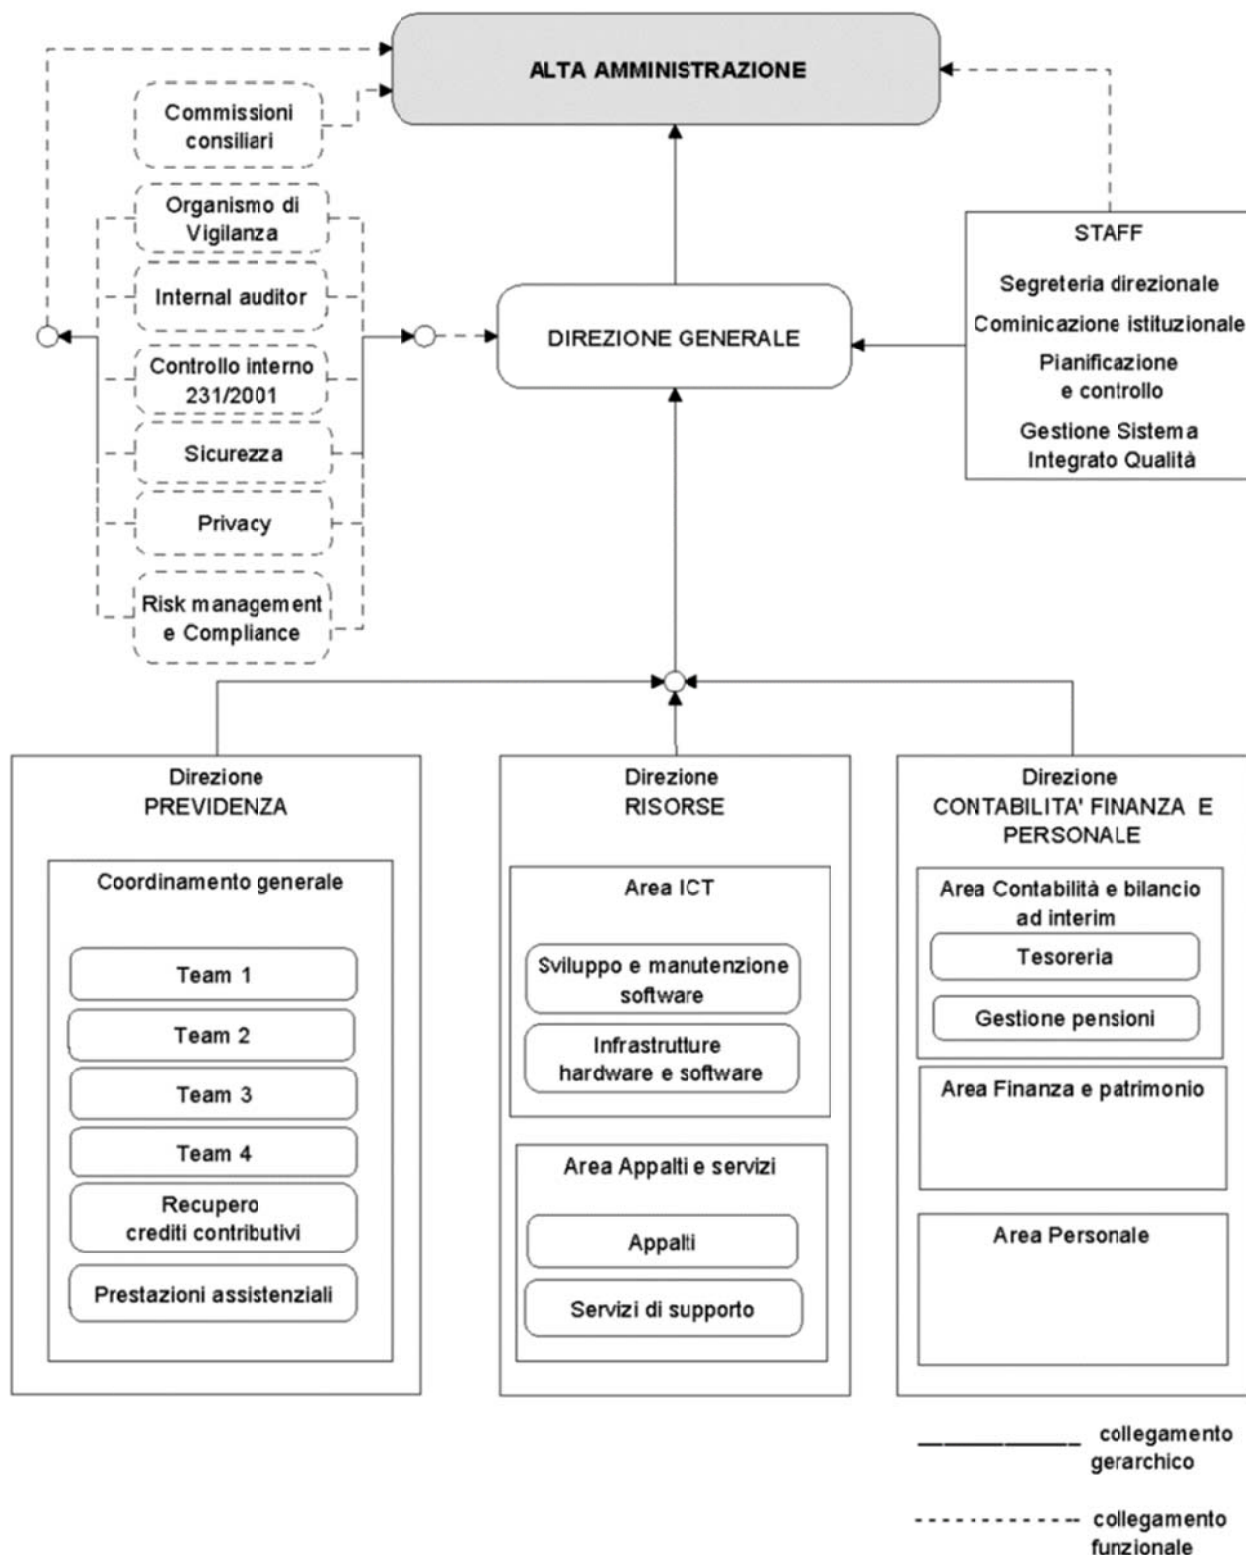 ALTA AMMINISTRAZIONE
Commissioni
consiliari
Organismo di
Vigilanza
Internal auditor
Controllo interno
231/2001
Sicurezza
Privacy
Risk management
e Compliance
DIREZIONE GENERALE
STAFF
Segreteria direzionale
Cominicazione istituzionale
Pianificazione
e controllo
Gestione Sistema
Integrato Qualità
Direzione
PREVIDENZA
Coordinamento generale
Team 1
Team 2
Team 3
Team 4
Recupero
crediti contributivi
Prestazioni assistenziali
Direzione
RISORSE
Area ICT
Sviluppo e manutenzione
software
Infrastrutture
hardware e software
Area Appalti e servizi
Appalti
Servizi di supporto
Direzione
CONTABILITA' FINANZA E
PERSONALE
Area Contabilità e bilancio
ad interim
Tesoreria
Gestione pensioni
Area Finanza e patrimonio
Area Personale
collegamento
gerarchico
collegamento
funzionale